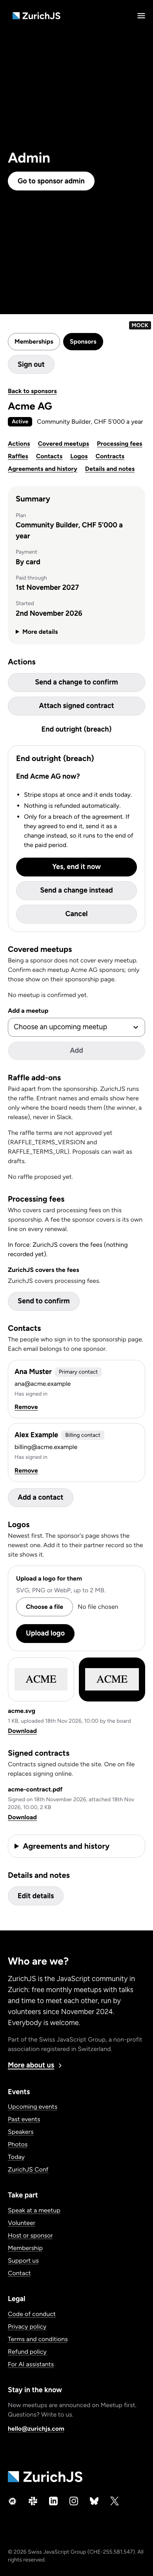 ZurichJS
Admin
Go to sponsor admin
MOCK
Memberships
Sponsors
Sign out
Back to sponsors
Acme AG
Active
Community Builder, CHF 5'000 a year
Actions
Covered meetups
Processing fees
Raffles
Contacts
Logos
Contracts
Agreements and history
Details and notes
Summary
Plan
Community Builder, CHF 5'000 a
year
Payment
By card
Paid through
1st November 2027
Started
2nd November 2026
More details
Actions
Send a change to confirm
Attach signed contract
End outright (breach)
End outright (breach)
End Acme AG now?
Stripe stops at once and it ends today.
Nothing is refunded automatically.
Only for a breach of the agreement. If
they agreed to end it, send it as a
change instead, so it runs to the end of
the paid period.
Yes, end it now
Send a change instead
Cancel
Covered meetups
Being a sponsor does not cover every meetup.
Confirm each meetup Acme AG sponsors; only
those show on their sponsorship page.
No meetup is confirmed yet.
Add a meetup
Choose an upcoming meetup
Add
Raffle add-ons
Paid apart from the sponsorship. ZurichJS runs
the raffle. Entrant names and emails show here
only where the board needs them (the winner, a
release), never in Slack.
The raffle terms are not approved yet
(RAFFLE_TERMS_VERSION and
RAFFLE_TERMS_URL). Proposals can wait as
drafts.
No raffle proposed yet.
Processing fees
Who covers card processing fees on this
sponsorship. A fee the sponsor covers is its own
line on every renewal.
In force: ZurichJS covers the fees (nothing
recorded yet).
ZurichJS covers the fees
ZurichJS covers processing fees.
Send to confirm
Contacts
The people who sign in to the sponsorship page.
Each email belongs to one sponsor.
Ana Muster
Primary contact
ana@acme.example
Has signed in
Remove
Alex Example
Billing contact
billing@acme.example
Has signed in
Remove
Add a contact
Logos
Newest first. The sponsor's page shows the
newest one. Add it to their partner record so the
site shows it.
Upload a logo for them
SVG, PNG or WebP, up to 2 MB.
Choose a file
No file chosen
Upload logo
ACME
ACME
acme.svg
1 KB, uploaded 18th Nov 2026, 10:00 by the board
Download
Signed contracts
Contracts signed outside the site. One on file
replaces signing online.
acme-contract.pdf
Signed on 18th November 2026, attached 18th Nov
2026, 10:00, 2 KB
Download
Agreements and history
Details and notes
Edit details
Who are we?
ZurichJS is the JavaScript community in
Zurich: free monthly meetups with talks
and time to meet each other, run by
volunteers since November 2024.
Everybody is welcome.
Part of the Swiss JavaScript Group, a non-profit
association registered in Switzerland.
More about us
Events
Upcoming events
Past events
Speakers
Photos
Today
ZurichJS Conf
Take part
Speak at a meetup
Volunteer
Host or sponsor
Membership
Support us
Contact
Legal
Code of conduct
Privacy policy
Terms and conditions
Refund policy
For AI assistants
Stay in the know
New meetups are announced on Meetup first.
Questions? Write to us.
hello@zurichjs.com
ZurichJS
© 2026 Swiss JavaScript Group (CHE-255.581.547). All
rights reserved.